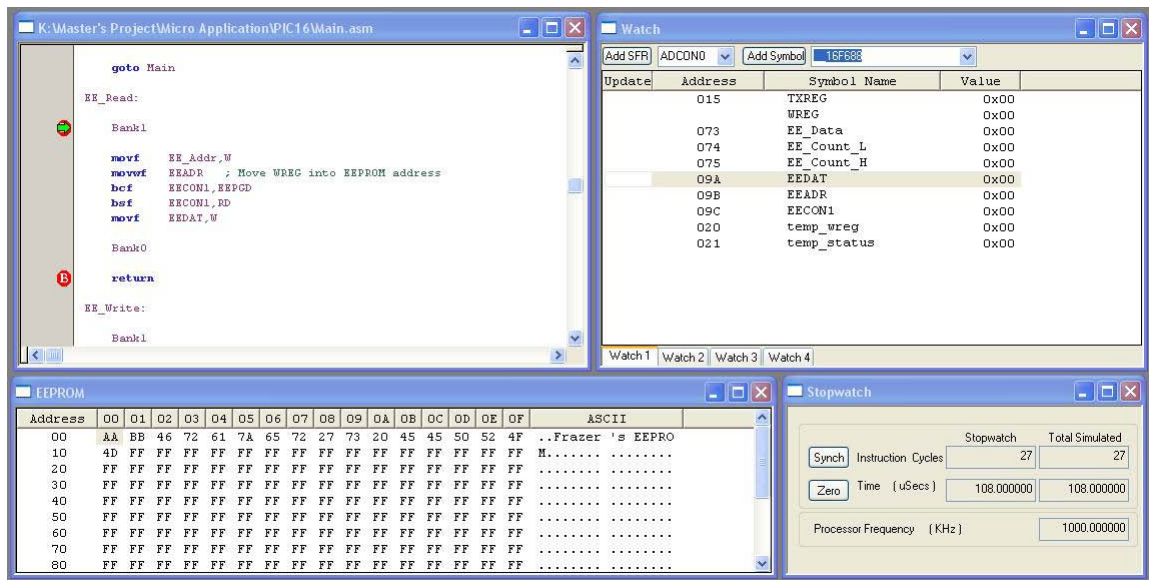 K:\Master's Project\Micro Application\PIC16\Main.asm
goto Main
EE_Read:
Bank1
movf EE_Addr,W
movwf EEADR ; Move WREG into EEPROM address
bcf EECON1,EEPGD
bsf EECON1,RD
movf EEDAT,W
Bank0
B return
EE_Write:
Bank1
Watch
Add SFR ADCON0 Add Symbol __16F688
Update Address Symbol Name Value
015 TXREG 0x00
WREG 0x00
073 EE_Data 0x00
074 EE_Count_L 0x00
075 EE_Count_H 0x00
09A EEDAT 0x00
09B EEADR 0x00
09C EECON1 0x00
020 temp_wreg 0x00
021 temp_status 0x00
Watch 1 Watch 2 Watch 3 Watch 4
EEPROM
Address 00 01 02 03 04 05 06 07 08 09 0A 0B 0C 0D 0E 0F ASCII
00 AA BB 46 72 61 7A 65 72 27 73 20 45 45 50 52 4F ..Frazer 's EEPRO
10 4D FF FF FF FF FF FF FF FF FF FF FF FF FF FF FF M....... ........
20 FF FF FF FF FF FF FF FF FF FF FF FF FF FF FF FF ........ ........
30 FF FF FF FF FF FF FF FF FF FF FF FF FF FF FF FF ........ ........
40 FF FF FF FF FF FF FF FF FF FF FF FF FF FF FF FF ........ ........
50 FF FF FF FF FF FF FF FF FF FF FF FF FF FF FF FF ........ ........
60 FF FF FF FF FF FF FF FF FF FF FF FF FF FF FF FF ........ ........
70 FF FF FF FF FF FF FF FF FF FF FF FF FF FF FF FF ........ ........
80 FF FF FF FF FF FF FF FF FF FF FF FF FF FF FF FF ........ ........
Stopwatch
Stopwatch Total Simulated
Synch Instruction Cycles 27 27
Zero Time (uSecs) 108.000000 108.000000
Processor Frequency (KHz) 1000.000000